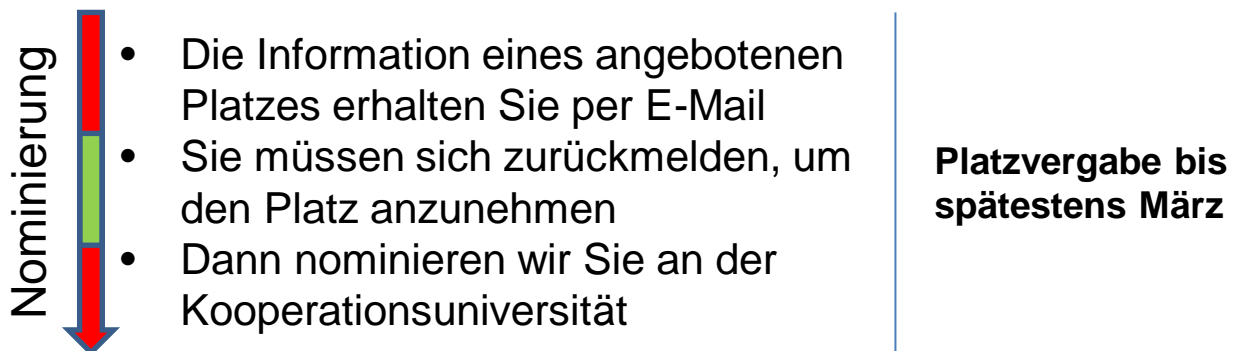 Nominierung
• Die Information eines angebotenen
Platzes erhalten Sie per E-Mail
• Sie müssen sich zurückmelden, um
den Platz anzunehmen
• Dann nominieren wir Sie an der
Kooperationsuniversität
Platzvergabe bis
spätestens März